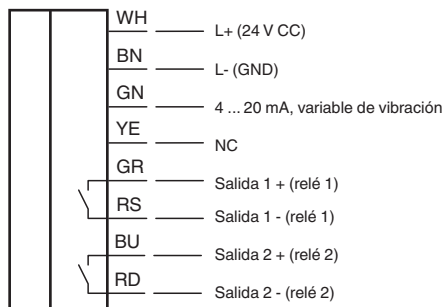 WH L+ (24 V CC)
BN L- (GND)
GN 4 ... 20 mA, variable de vibración
YE NC
GR Salida 1 + (relé 1)
RS Salida 1 - (relé 1)
BU Salida 2 + (relé 2)
RD Salida 2 - (relé 2)